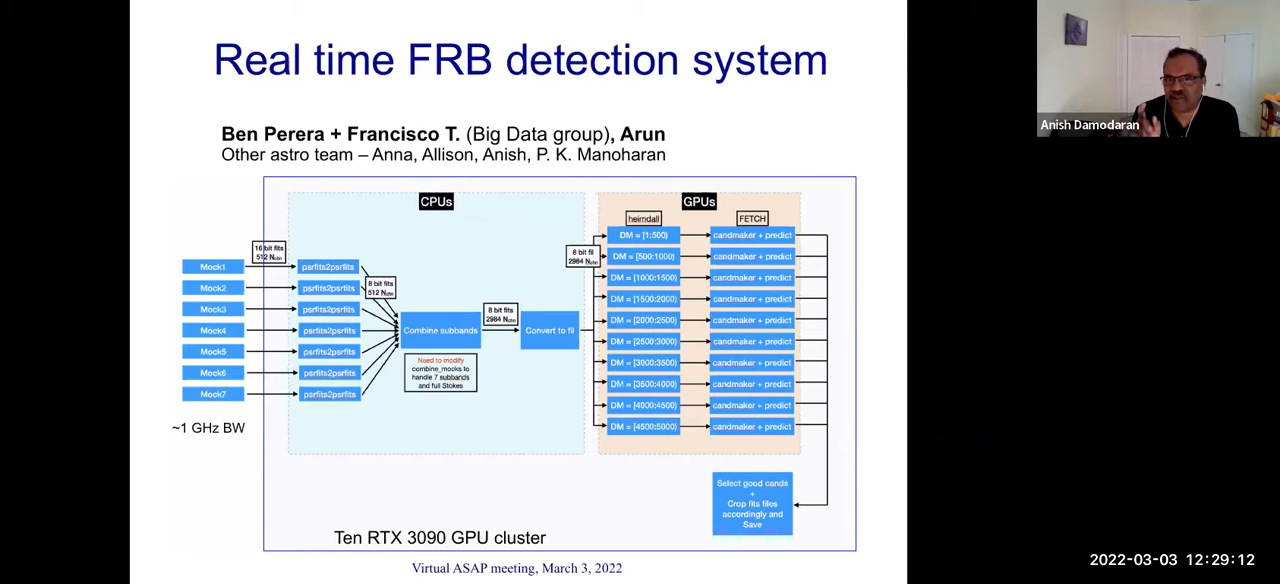 Real time FRB detection system
Ben Perera + Francisco T. (Big Data group), Arun
Other astro team – Anna, Allison, Anish, P. K. Manoharan
Anish Damodaran
CPUs
GPUs
heimdall
FETCH
16 bit fits
512 Nchn
8 bit fits
512 Nchn
8 bit fits
2984 Nchn
8 bit fil
2984 Nchn
Mock1
Mock2
Mock3
Mock4
Mock5
Mock6
Mock7
~1 GHz BW
psrfits2psrfits
psrfits2psrfits
psrfits2psrfits
psrfits2psrfits
psrfits2psrfits
psrfits2psrfits
psrfits2psrfits
Combine subbands
Need to modify
combine_mocks to
handle 7 subbands
and full Stokes
Convert to fil
DM = [1:500)
candmaker + predict
DM = [500:1000)
candmaker + predict
DM = [1000:1500)
candmaker + predict
DM = [1500:2000)
candmaker + predict
DM = [2000:2500)
candmaker + predict
DM = [2500:3000)
candmaker + predict
DM = [3000:3500)
candmaker + predict
DM = [3500:4000)
candmaker + predict
DM = [4000:4500)
candmaker + predict
DM = [4500:5000)
candmaker + predict
Select good cands
+
Crop fits files
accordingly and
Save
Ten RTX 3090 GPU cluster
Virtual ASAP meeting, March 3, 2022
2022-03-03 12:29:12